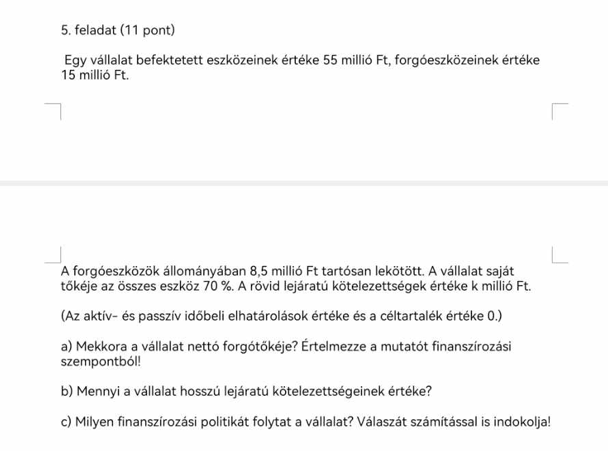 5. feladat (11 pont)
Egy vállalat befektetett eszközeinek értéke 55 millió Ft, forgóeszközeinek értéke
15 millió Ft.
A forgóeszközök állományában 8,5 millió Ft tartósan lekötött. A vállalat saját
tőkéje az összes eszköz 70 %. A rövid lejáratú kötelezettségek értéke k millió Ft.
(Az aktív- és passzív időbeli elhatárolások értéke és a céltartalék értéke 0.)
a) Mekkora a vállalat nettó forgótőkéje? Értelmezze a mutatót finanszírozási
szempontból!
b) Mennyi a vállalat hosszú lejáratú kötelezettségeinek értéke?
c) Milyen finanszírozási politikát folytat a vállalat? Válaszát számítással is indokolja!